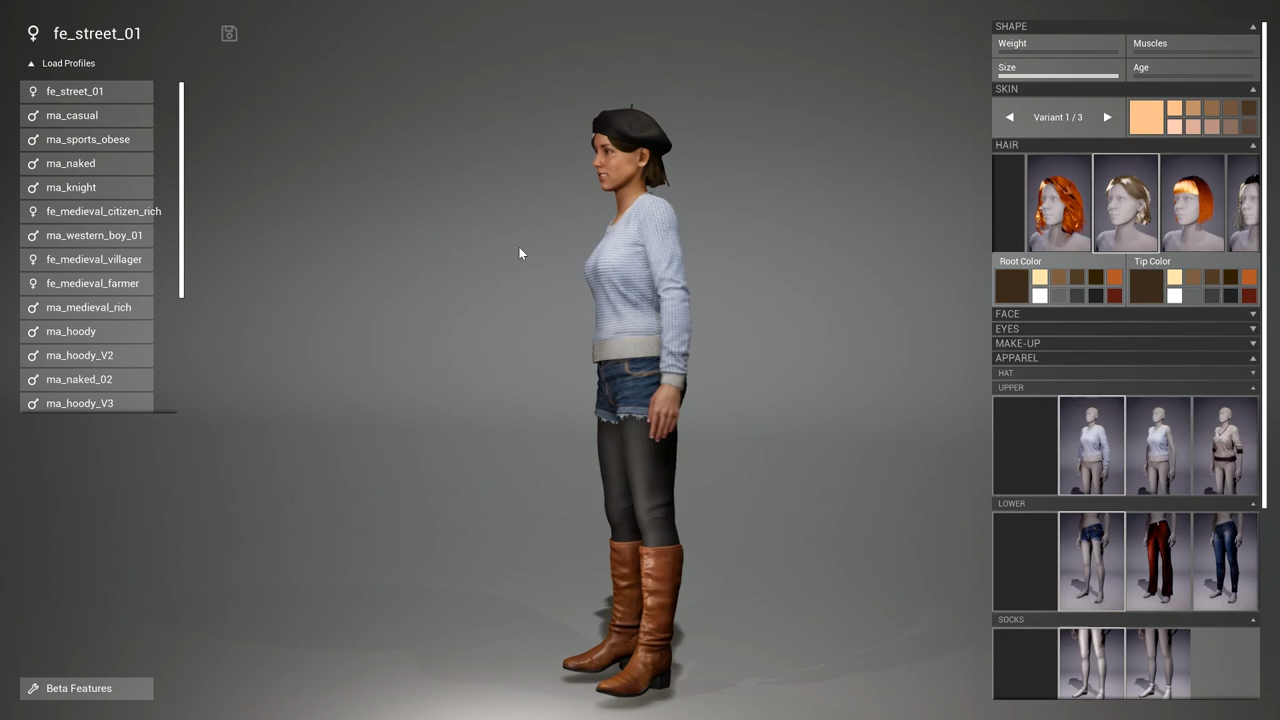 fe_street_01
Load Profiles
fe_street_01
ma_casual
ma_sports_obese
ma_naked
ma_knight
fe_medieval_citizen_rich
ma_western_boy_01
fe_medieval_villager
fe_medieval_farmer
ma_medieval_rich
ma_hoody
ma_hoody_V2
ma_naked_02
ma_hoody_V3
Beta Features
SHAPE
Weight Muscles
Size Age
SKIN
Variant 1 / 3
HAIR
Root Color Tip Color
FACE
EYES
MAKE-UP
APPAREL
HAT
UPPER
LOWER
SOCKS